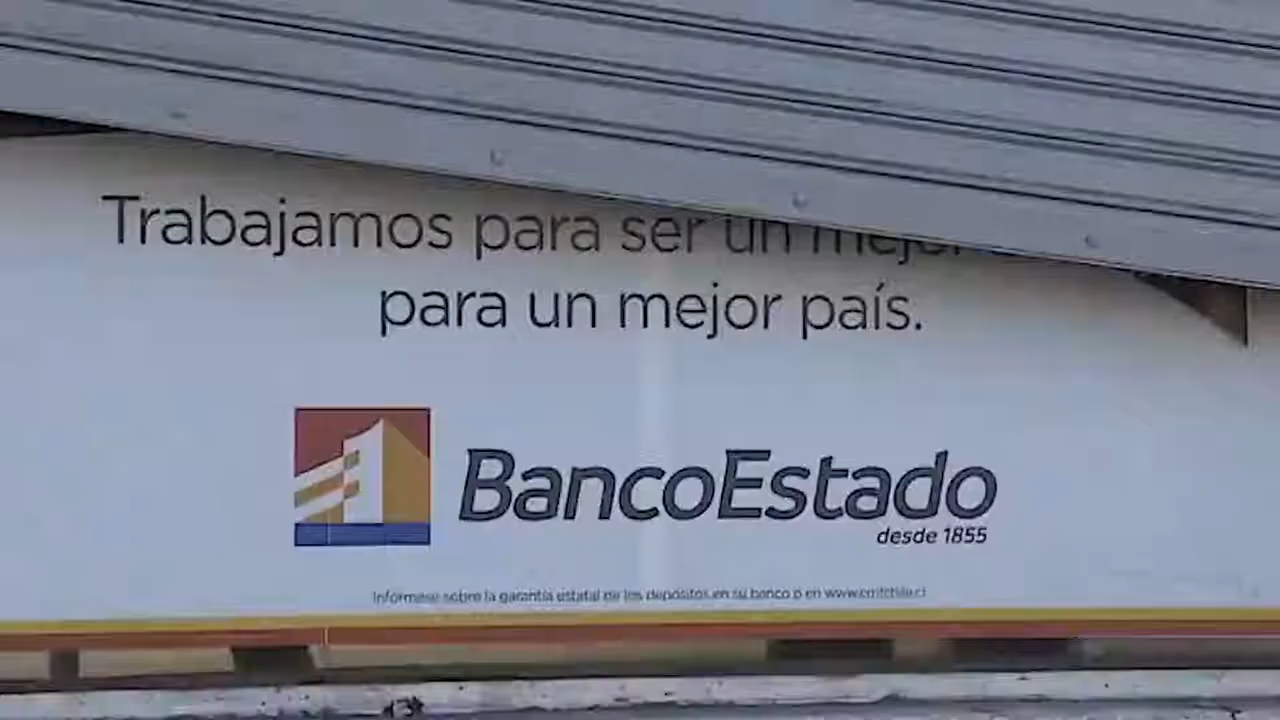 Trabajamos para ser un mejor
para un mejor país.
BancoEstado
desde 1855
Infórmese sobre la garantía estatal de los depósitos en su banco o en www.cmfchile.cl